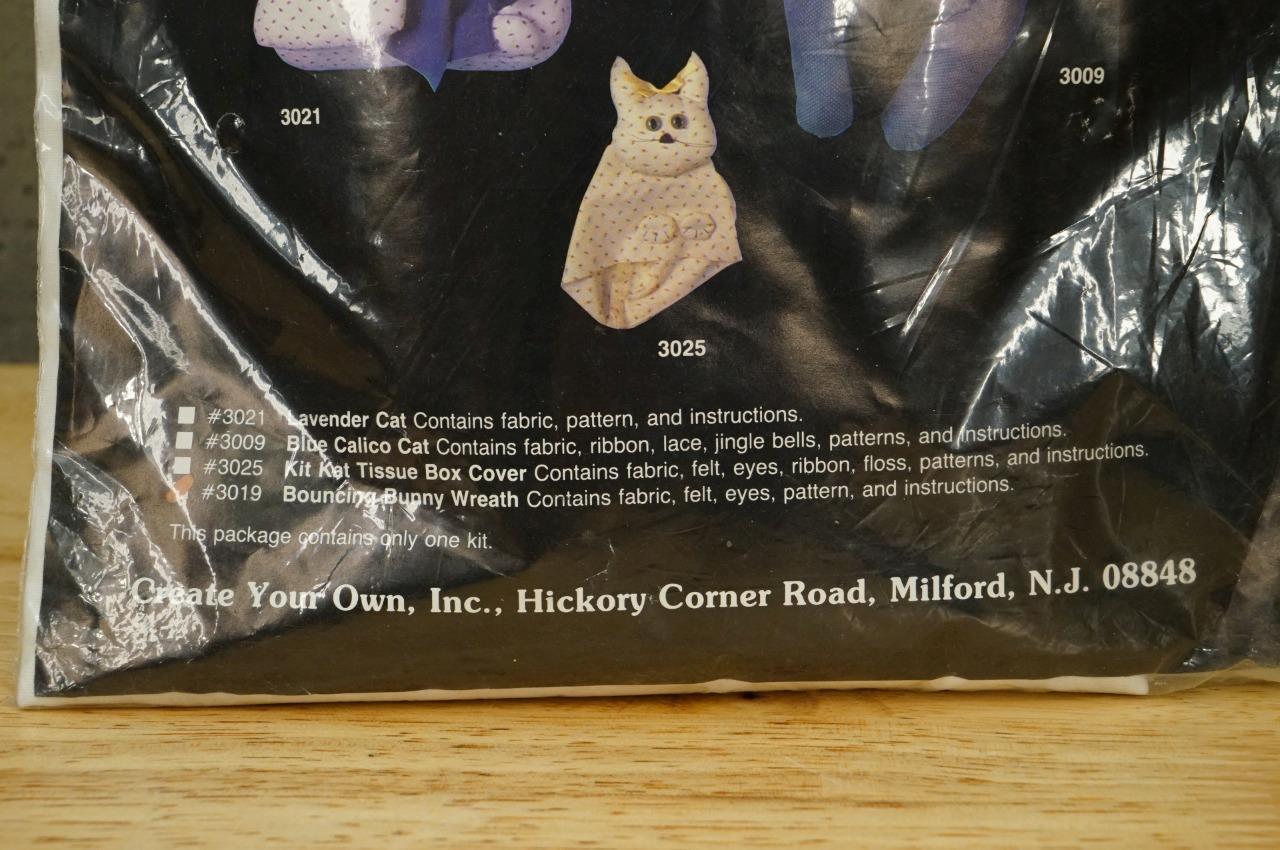 3009
3021
3025
#3021 Lavender Cat Contains fabric, pattern, and instructions.
#3009 Blue Calico Cat Contains fabric, ribbon, lace, jingle bells, patterns, and instructions.
#3025 Kit Kat Tissue Box Cover Contains fabric, felt, eyes, ribbon, floss, patterns, and instructions.
#3019 Bouncing Bunny Wreath Contains fabric, felt, eyes, pattern, and instructions.
This package contains only one kit.
Create Your Own, Inc., Hickory Corner Road, Milford, N.J. 08848